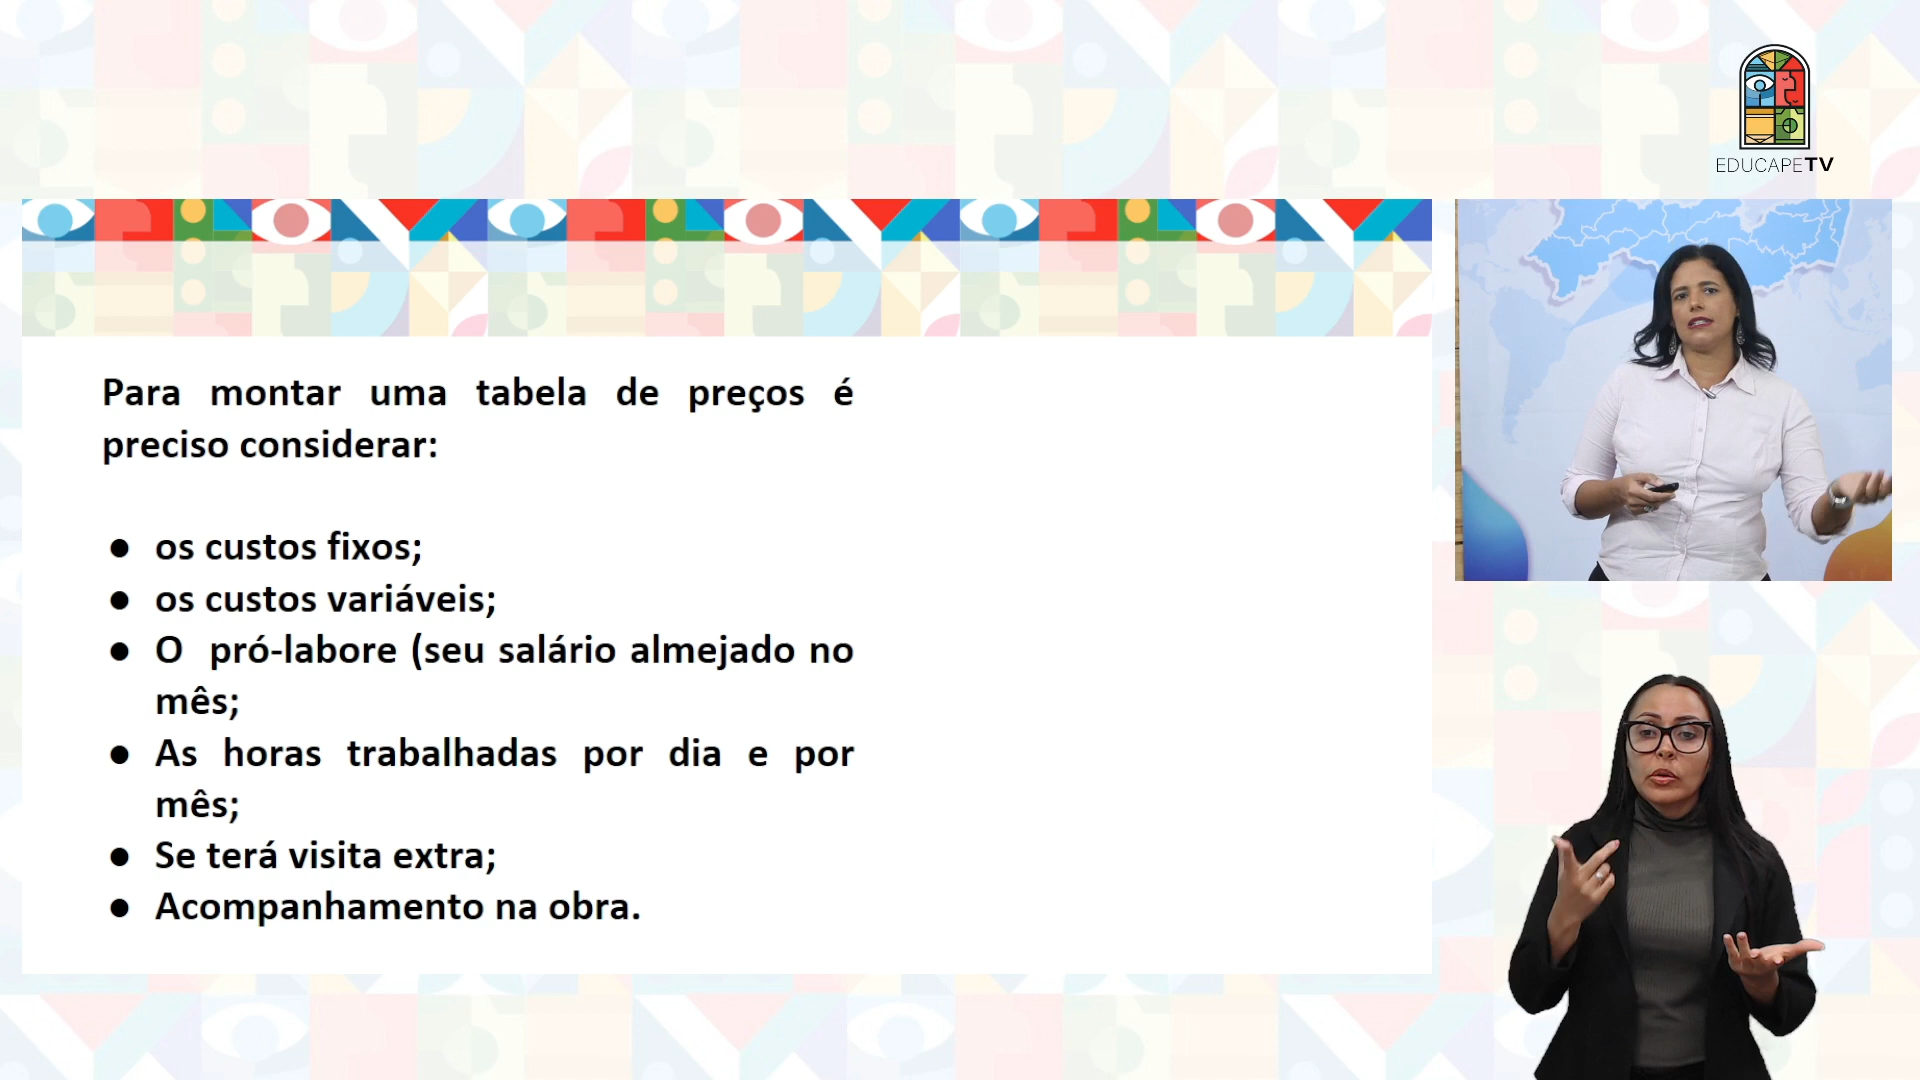 EDUCAPETV
Para montar uma tabela de preços é
preciso considerar:
● os custos fixos;
● os custos variáveis;
● O pró-labore (seu salário almejado no
mês;
● As horas trabalhadas por dia e por
mês;
● Se terá visita extra;
● Acompanhamento na obra.